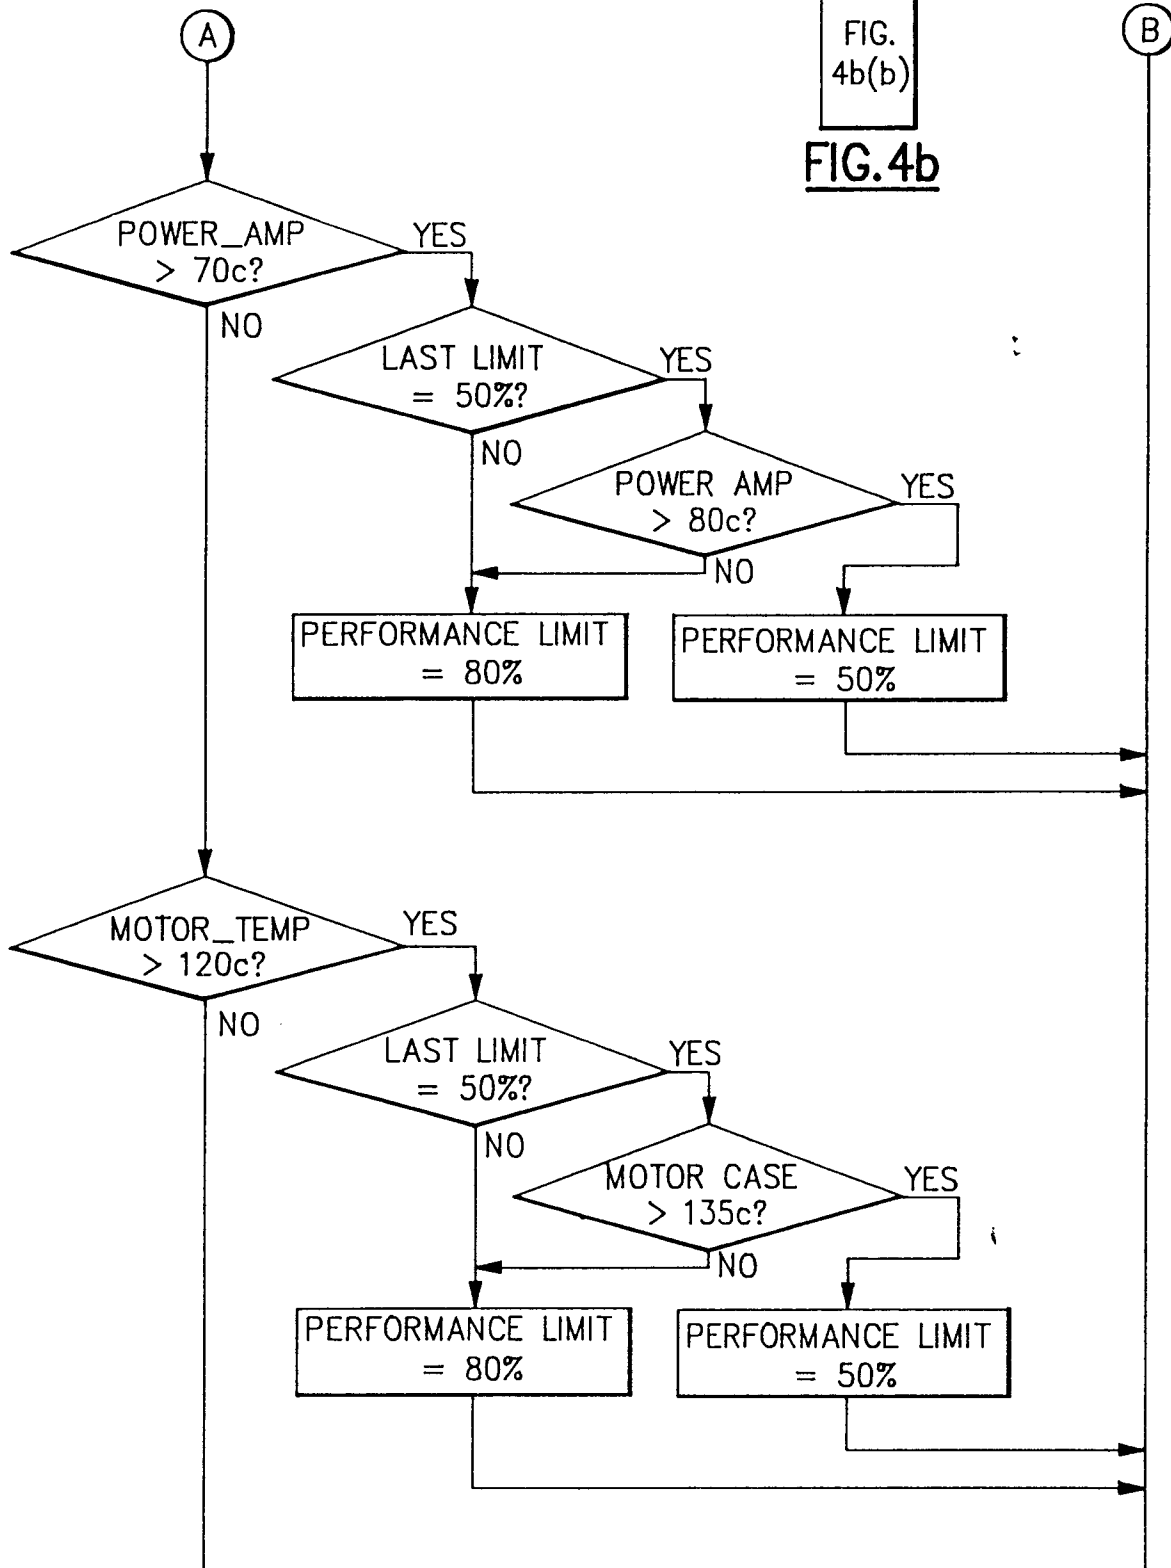 A
FIG.
4b(b)
B
FIG. 4b
POWER_AMP
> 70c?
YES
NO
LAST LIMIT
= 50%?
YES
NO
POWER AMP
> 80c?
YES
NO
PERFORMANCE LIMIT
= 80%
PERFORMANCE LIMIT
= 50%
MOTOR_TEMP
> 120c?
YES
NO
LAST LIMIT
= 50%?
YES
NO
MOTOR CASE
> 135c?
YES
NO
PERFORMANCE LIMIT
= 80%
PERFORMANCE LIMIT
= 50%